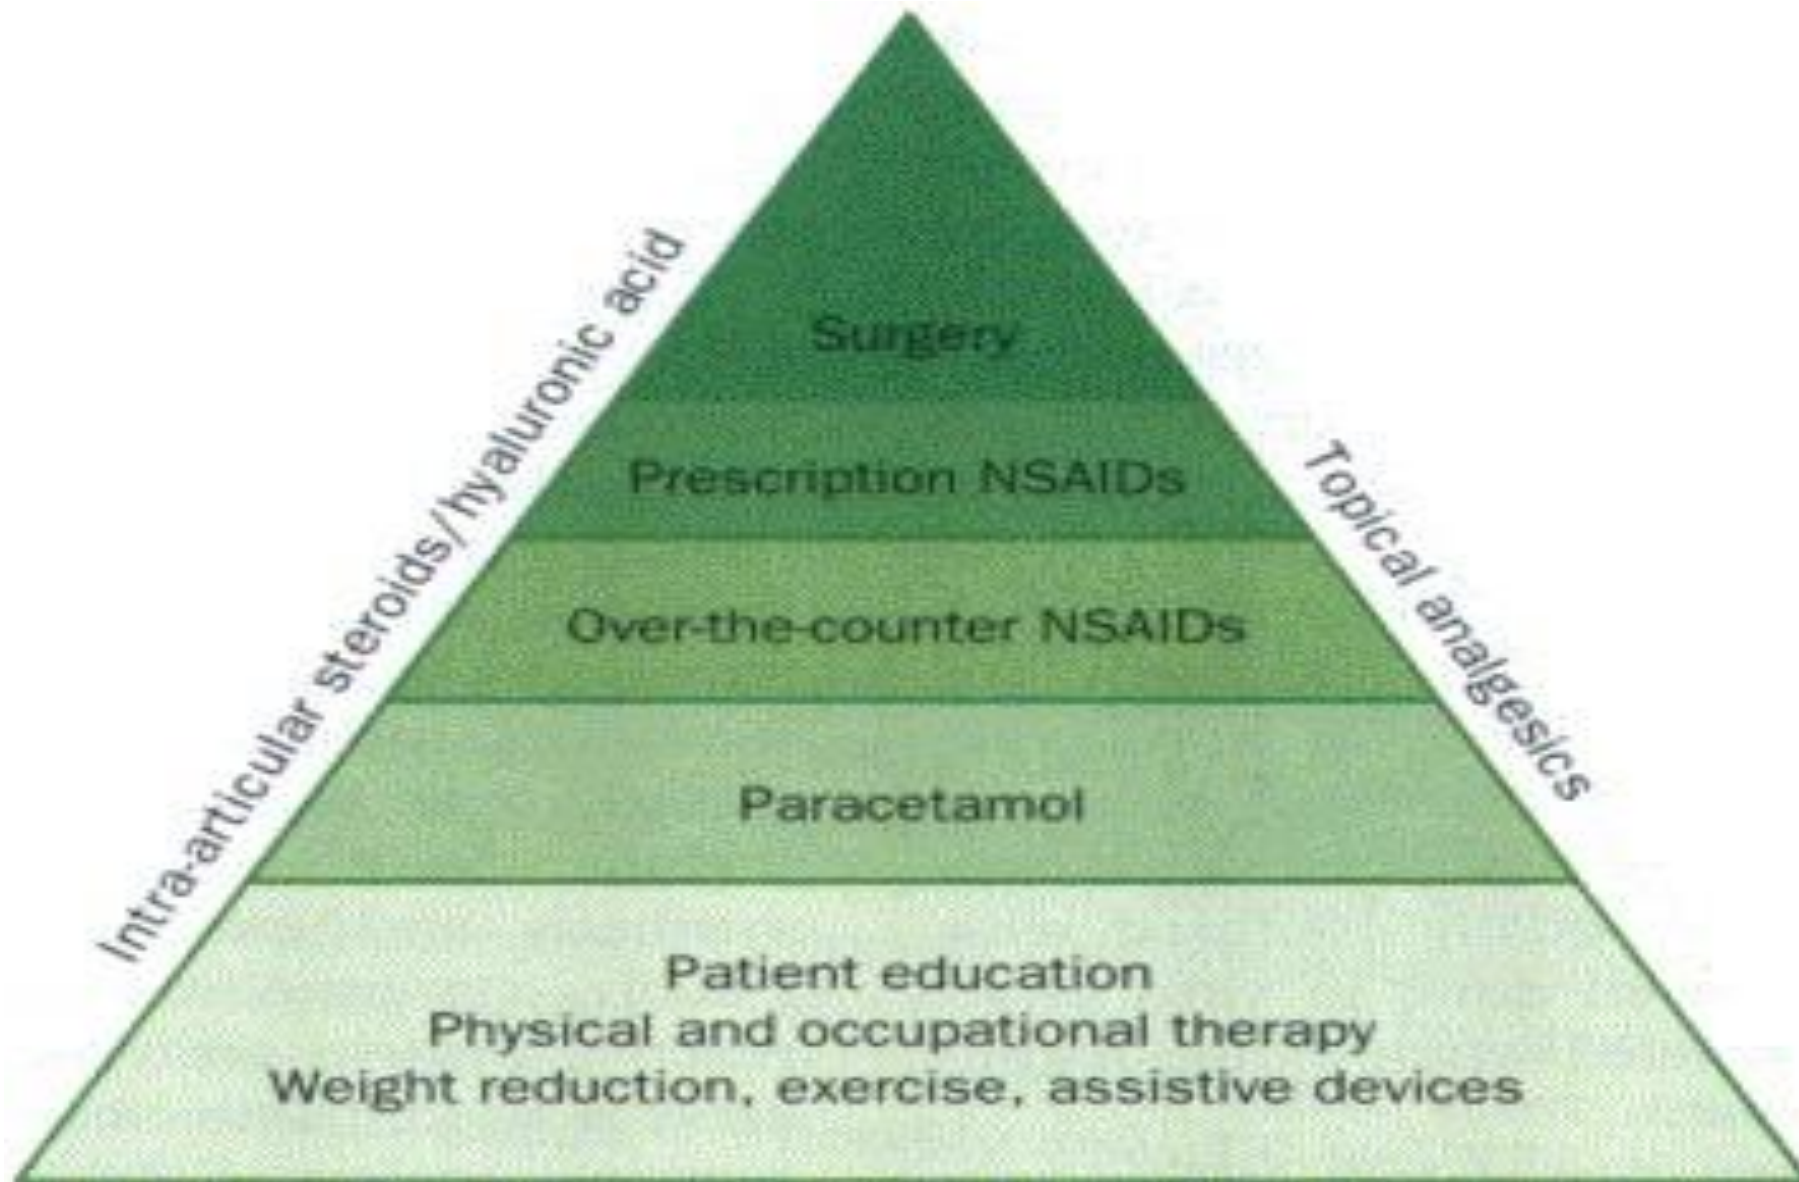 Surgery
Prescription NSAIDs
Over-the-counter NSAIDs
Paracetamol
Patient education
Physical and occupational therapy
Weight reduction, exercise, assistive devices
Intra-articular steroids/hyaluronic acid
Topical analgesics